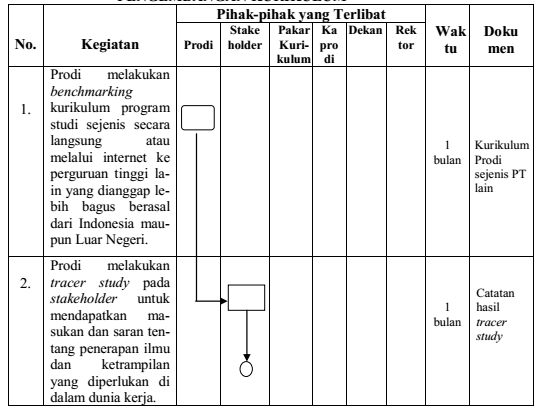 PENGEMBANGAN KURIKULUM
Pihak-pihak yang Terlibat
No. Kegiatan Prodi Stake holder Pakar Kuri- kulum Ka pro di Dekan Rek tor Wak tu Doku men
1.
Prodi melakukan
benchmarking
kurikulum program
studi sejenis secara
langsung atau
melalui internet ke
perguruan tinggi la-
in yang dianggap le-
bih bagus berasal
dari Indonesia mau-
pun Luar Negeri.
1
bulan
Kurikulum
Prodi
sejenis PT
lain
2.
Prodi melakukan
tracer study pada
stakeholder untuk
mendapatkan ma-
sukan dan saran ten-
tang penerapan ilmu
dan ketrampilan
yang diperlukan di
dalam dunia kerja.
1
bulan
Catatan
hasil
tracer
study